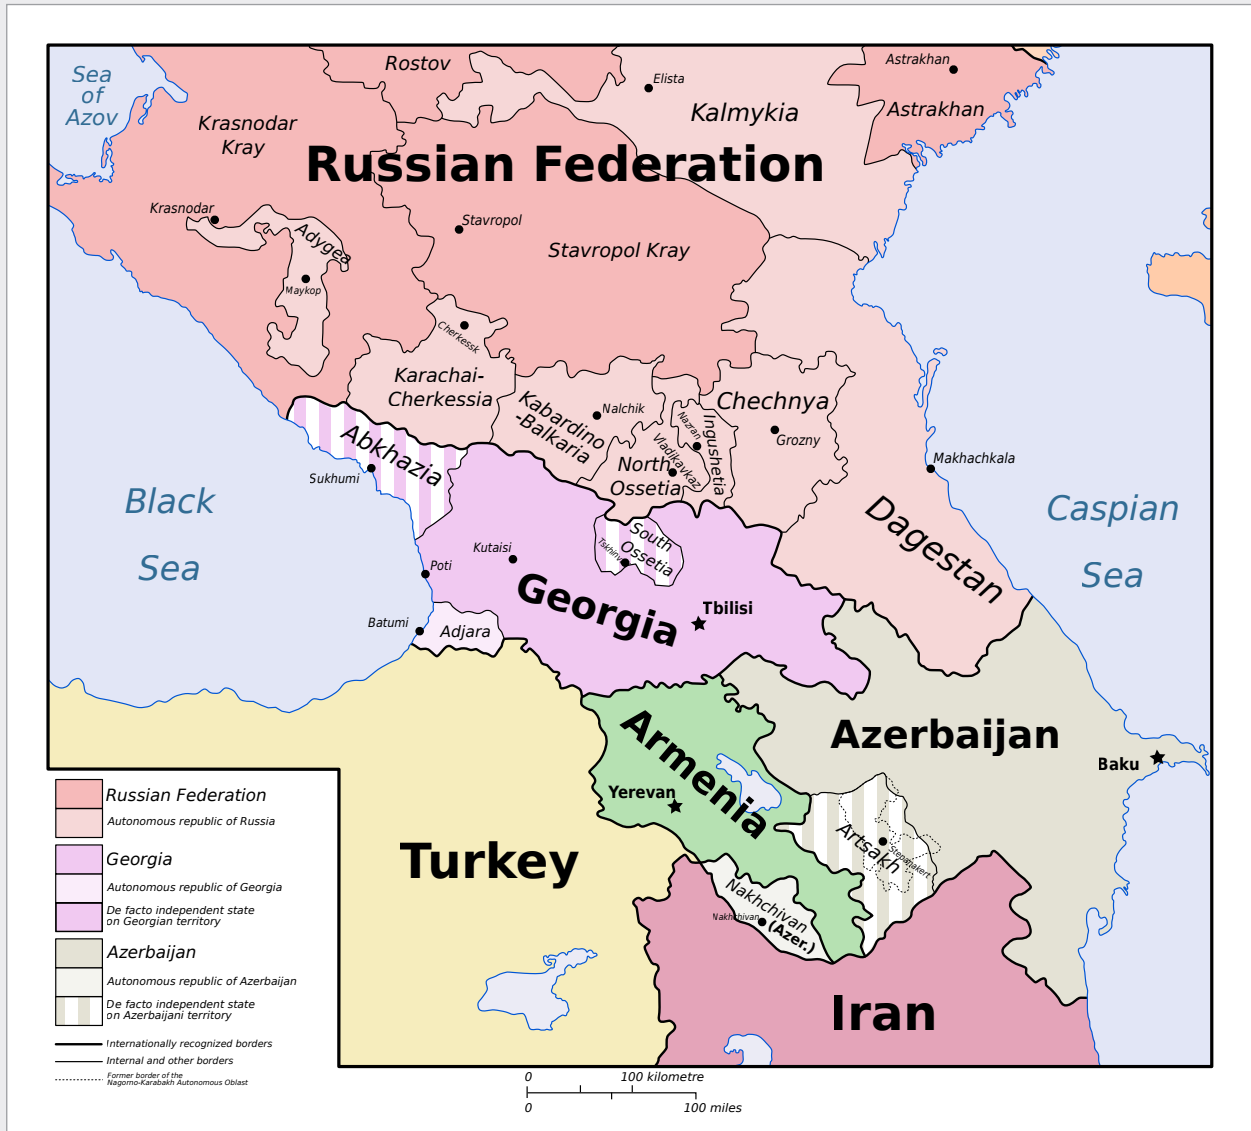 Sea
of
Azov
Rostov
Elista
Astrakhan
Kalmykia
Astrakhan
Krasnodar
Kray
Russian Federation
Krasnodar
Stavropol
Adygea
Stavropol Kray
Maykop
Cherkessk
Karachai-
Cherkessia
Kabardino
-Balkaria
Nalchik
Nazran
Ingushetia
Vladikavkaz
North
Ossetia
Chechnya
Grozny
Makhachkala
Abkhazia
Sukhumi
Black
Sea
Caspian
Sea
Dagestan
South
Ossetia
Kutaisi
Poti
Georgia
Tbilisi
Batumi
Adjara
Azerbaijan
Baku
Armenia
Yerevan
Artsakh
Stepanakert
Turkey
Nakhchivan
Nakhchivan
(Azer.)
Iran
Russian Federation
Autonomous republic of Russia
Georgia
Autonomous republic of Georgia
De facto independent state
on Georgian territory
Azerbaijan
Autonomous republic of Azerbaijan
De facto independent state
on Azerbaijani territory
Internationally recognized borders
Internal and other borders
Former border of the
Nagorno-Karabakh Autonomous Oblast
0 100 kilometre
0 100 miles